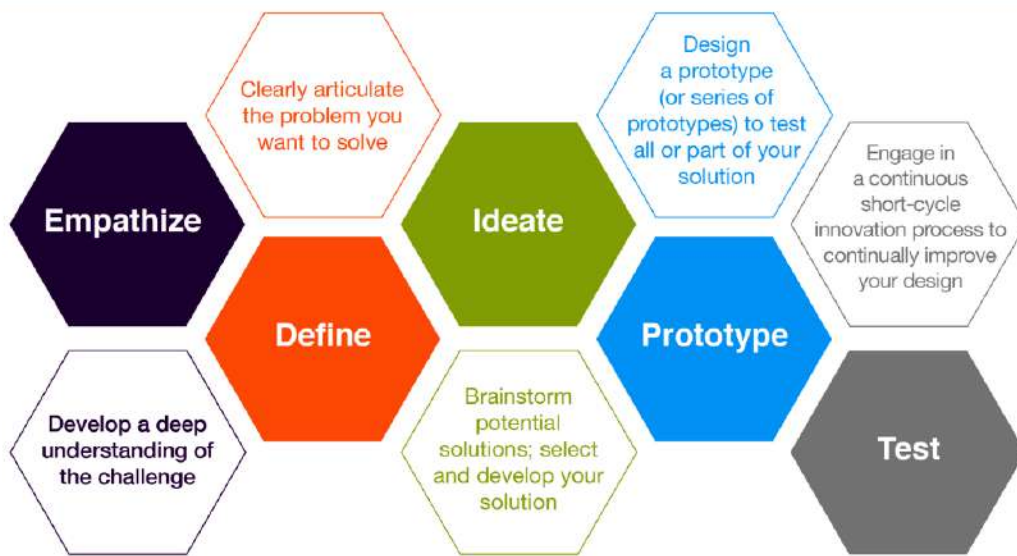 Empathize
Develop a deep
understanding of
the challenge
Clearly articulate
the problem you
want to solve
Define
Ideate
Brainstorm
potential
solutions; select
and develop your
solution
Design
a prototype
(or series of
prototypes) to test
all or part of your
solution
Prototype
Engage in
a continuous
short-cycle
innovation process to
continually improve
your design
Test